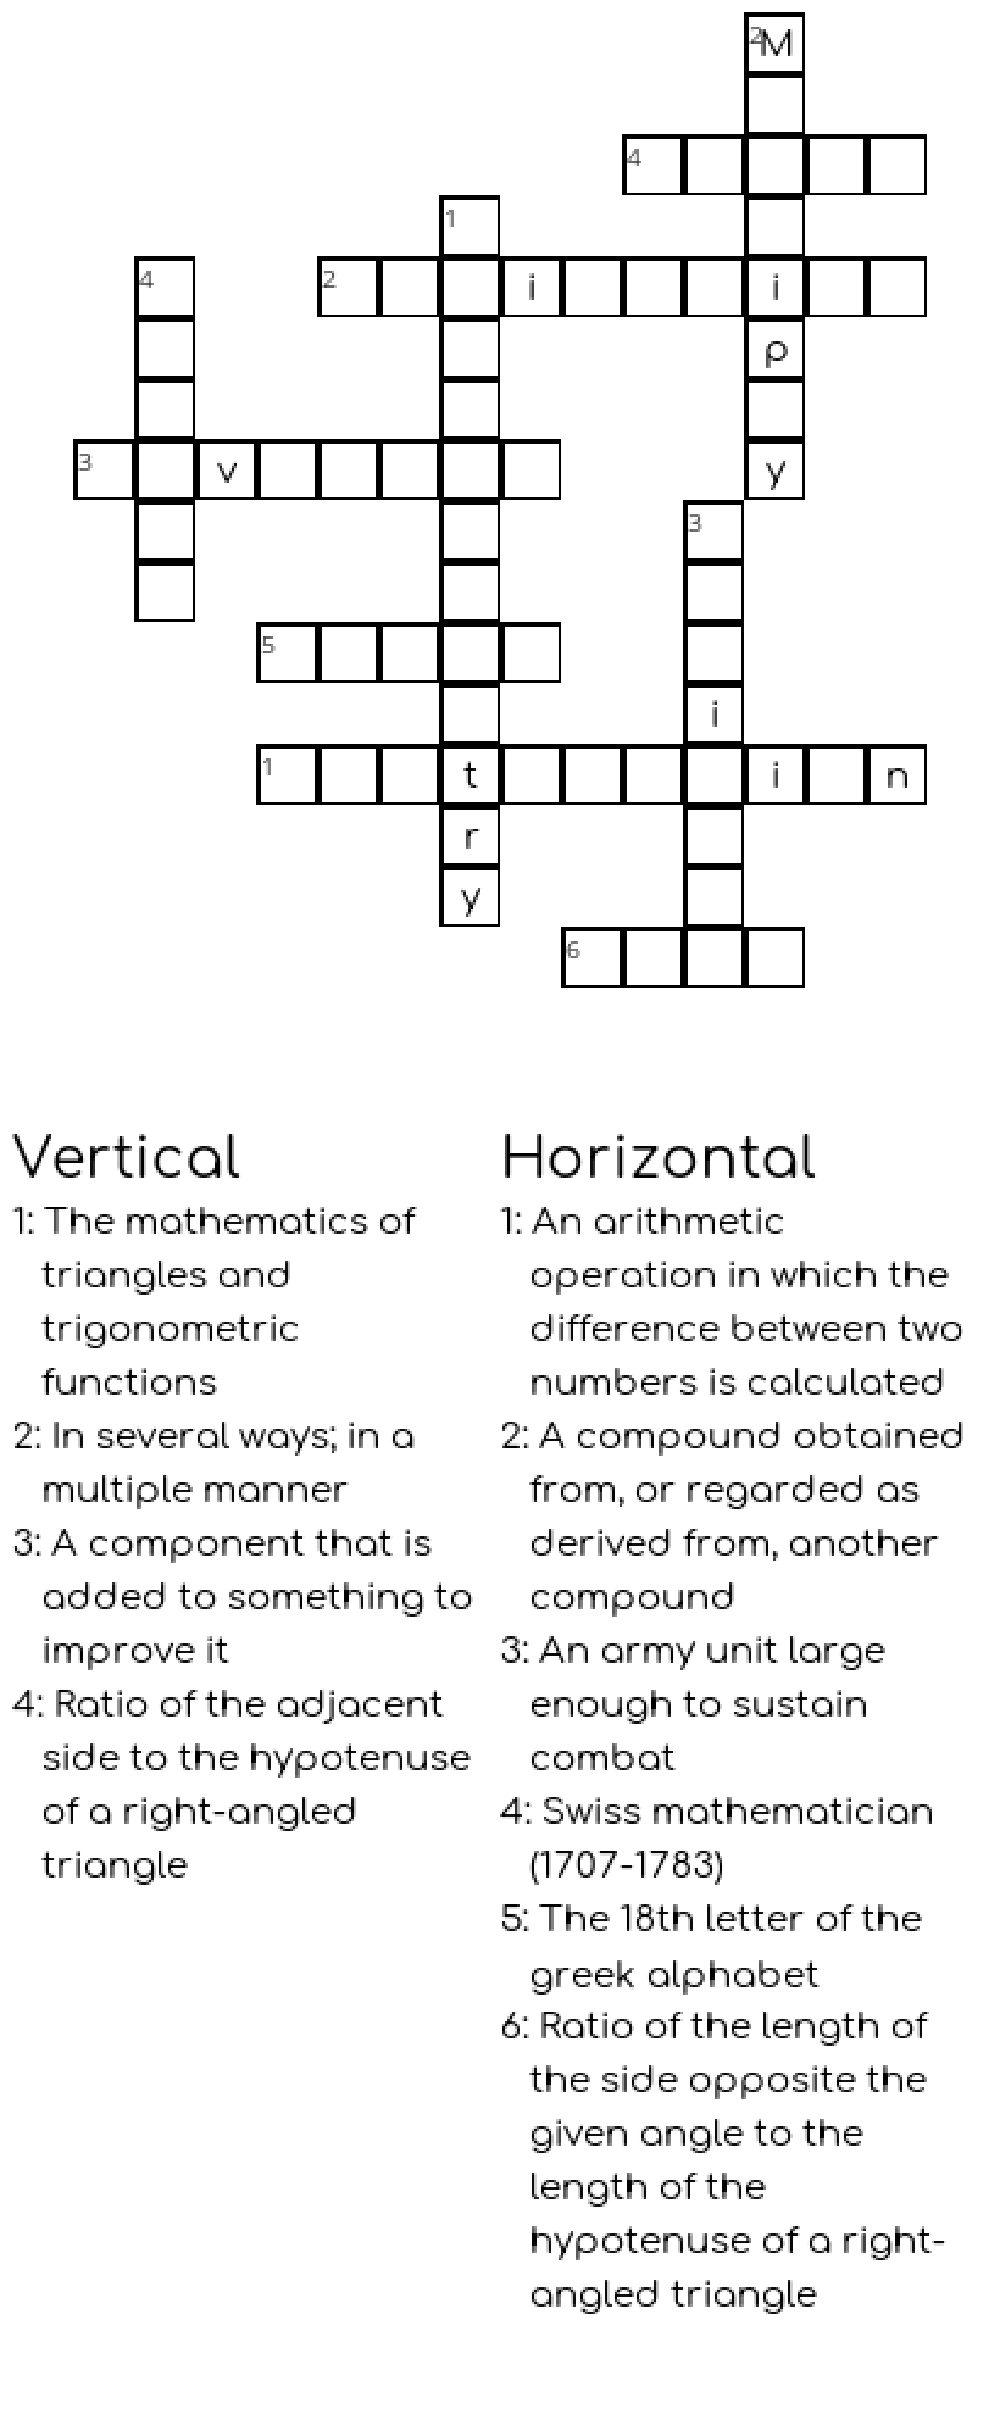 2 M
4
1
4 2 i i
p
3 v y
3
5
i
1 t i n
r
y
6
Vertical
1: The mathematics of
triangles and
trigonometric
functions
2: In several ways; in a
multiple manner
3: A component that is
added to something to
improve it
4: Ratio of the adjacent
side to the hypotenuse
of a right-angled
triangle
Horizontal
1: An arithmetic
operation in which the
difference between two
numbers is calculated
2: A compound obtained
from, or regarded as
derived from, another
compound
3: An army unit large
enough to sustain
combat
4: Swiss mathematician
(1707-1783)
5: The 18th letter of the
greek alphabet
6: Ratio of the length of
the side opposite the
given angle to the
length of the
hypotenuse of a right-
angled triangle